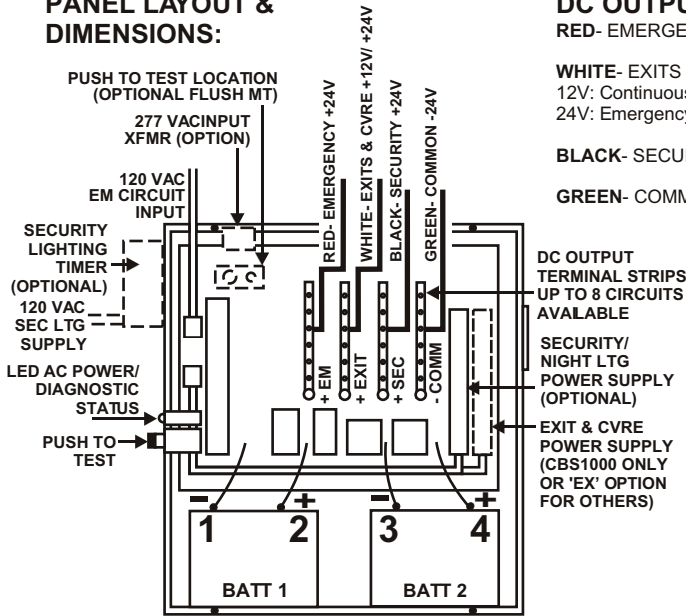 PANEL LAYOUT &
DIMENSIONS:
DC OUTPU
RED- EMERGE
WHITE- EXITS
12V: Continuous
24V: Emergency
BLACK- SECU
GREEN- COMM
PUSH TO TEST LOCATION
(OPTIONAL FLUSH MT)
277 VACINPUT
XFMR (OPTION)
120 VAC
EM CIRCUIT
INPUT
SECURITY
LIGHTING
TIMER
(OPTIONAL)
120 VAC
SEC LTG
SUPPLY
LED AC POWER/
DIAGNOSTIC
STATUS
PUSH TO
TEST
RED- EMERGENCY +24V
WHITE- EXITS & CVRE +12V/ +24V
BLACK- SECURITY +24V
GREEN- COMMON -24V
+ EM
+ EXIT
+ SEC
- COMM
DC OUTPUT
TERMINAL STRIPS
UP TO 8 CIRCUITS
AVAILABLE
SECURITY/
NIGHT LTG
POWER SUPPLY
(OPTIONAL)
EXIT & CVRE
POWER SUPPLY
(CBS1000 ONLY
OR 'EX' OPTION
FOR OTHERS)
- + - +
1 2 3 4
BATT 1 BATT 2